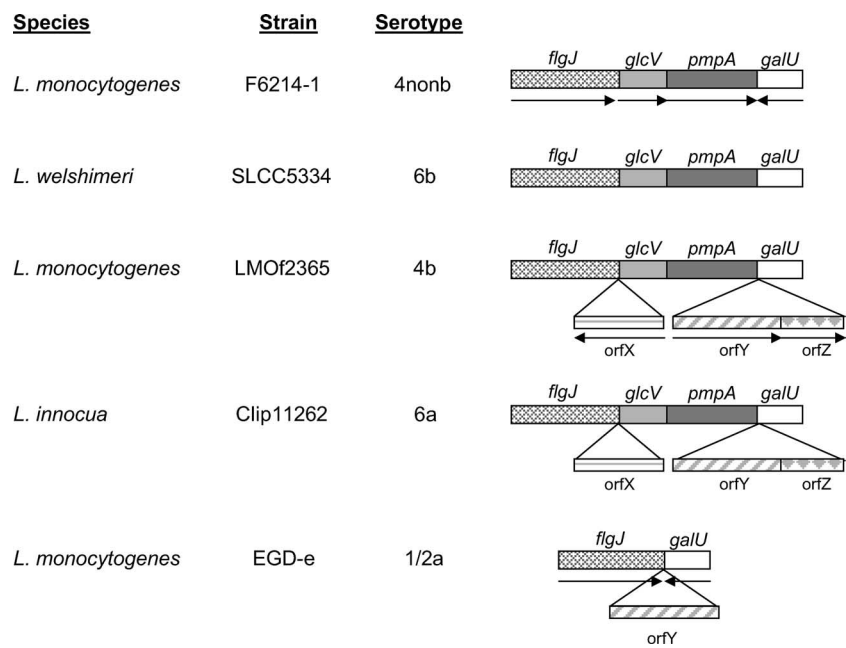 Species Strain Serotype
flgJ glcV pmpA galU
L. monocytogenes F6214-1 4nonb
flgJ glcV pmpA galU
L. welshimeri SLCC5334 6b
flgJ glcV pmpA galU
L. monocytogenes LMOf2365 4b
orfX orfY orfZ
flgJ glcV pmpA galU
L. innocua Clip11262 6a
orfX orfY orfZ
flgJ galU
L. monocytogenes EGD-e 1/2a
orfY